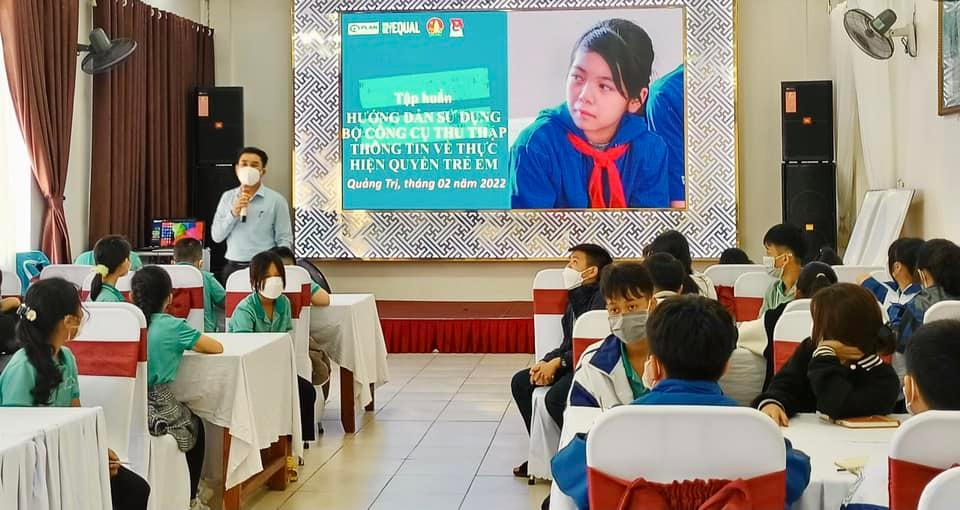 PLAN
EQUAL
Tập huấn
HƯỚNG DẪN SỬ DỤNG
BỘ CÔNG CỤ THU THẬP
THÔNG TIN VỀ THỰC
HIỆN QUYỀN TRẺ EM
Quảng Trị, tháng 02 năm 2022